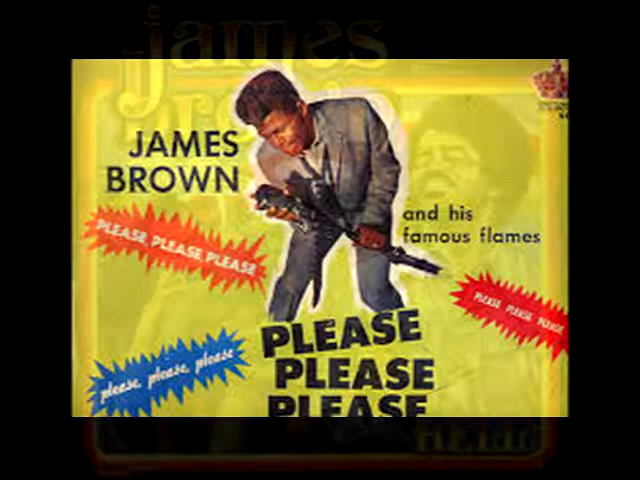 james
JAMES
BROWN
and his
famous flames
PLEASE, PLEASE, PLEASE
PLEASE PLEASE PLEASE
please, please, please
PLEASE
PLEASE
PLEASE